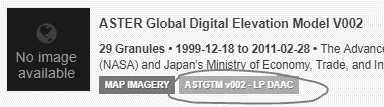 No image
available
ASTER Global Digital Elevation Model V002
29 Granules • 1999-12-18 to 2011-02-28 • The Advance
(NASA) and Japan's Ministry of Economy, Trade, and In
MAP IMAGERY ASTGTM v002 - LP DAAC